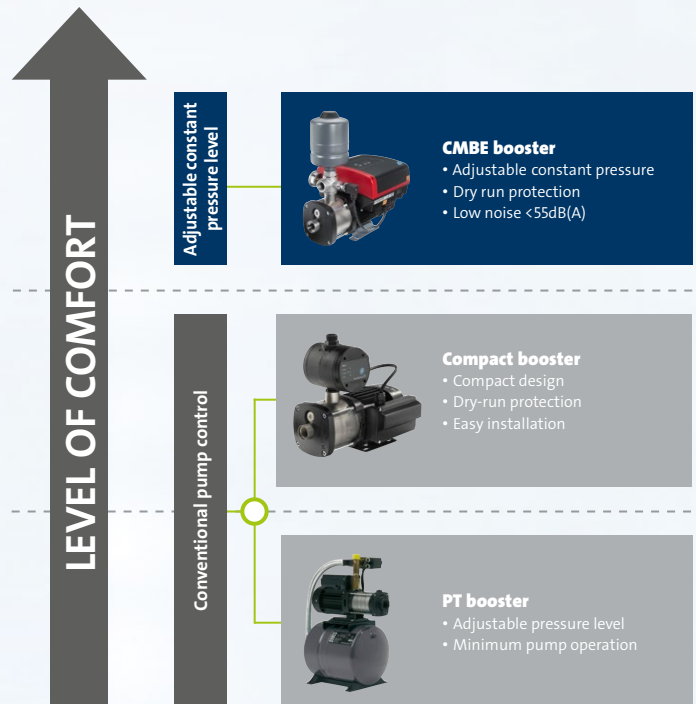 LEVEL OF COMFORT
Adjustable constant
pressure level
CMBE booster
• Adjustable constant pressure
• Dry run protection
• Low noise <55dB(A)
Conventional pump control
Compact booster
• Compact design
• Dry-run protection
• Easy installation
PT booster
• Adjustable pressure level
• Minimum pump operation